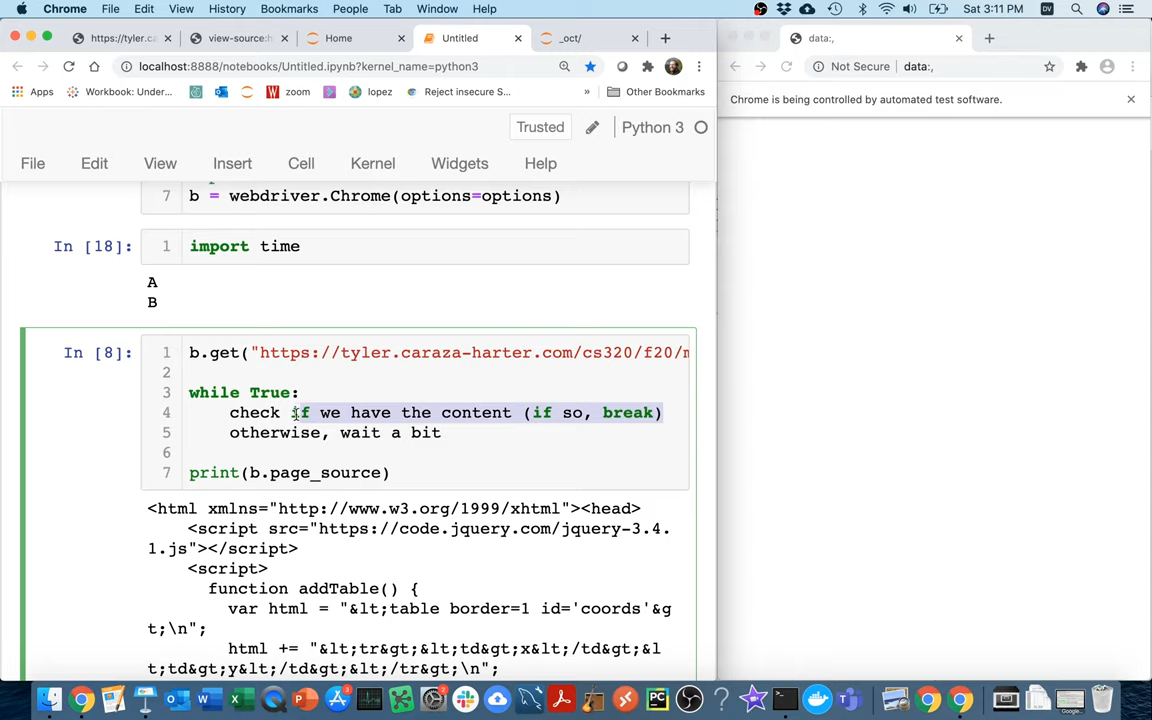 Chrome File Edit View History Bookmarks People Tab Window Help Sat 3:11 PM DV
https://tyler.ca view-source:h Home Untitled _oct/ data:,
localhost:8888/notebooks/Untitled.ipynb?kernel_name=python3 Not Secure data:,
Apps Workbook: Under... zoom lopez Reject insecure S... » Other Bookmarks Chrome is being controlled by automated test software.
Trusted Python 3
File Edit View Insert Cell Kernel Widgets Help
7 b = webdriver.Chrome(options=options)
In [18]: 1 import time
A
B
In [8]: 1 b.get("https://tyler.caraza-harter.com/cs320/f20/m
2
3 while True:
4 check if we have the content (if so, break)
5 otherwise, wait a bit
6
7 print(b.page_source)
<html xmlns="http://www.w3.org/1999/xhtml"><head>
<script src="https://code.jquery.com/jquery-3.4.
1.js"></script>
<script>
function addTable() {
var html = "&lt;table border=1 id='coords'&g
t;\n";
html += "&lt;tr&gt;&lt;td&gt;x&lt;/td&gt;&l
t;td&gt;y&lt;/td&gt;&lt;/tr&gt;\n";